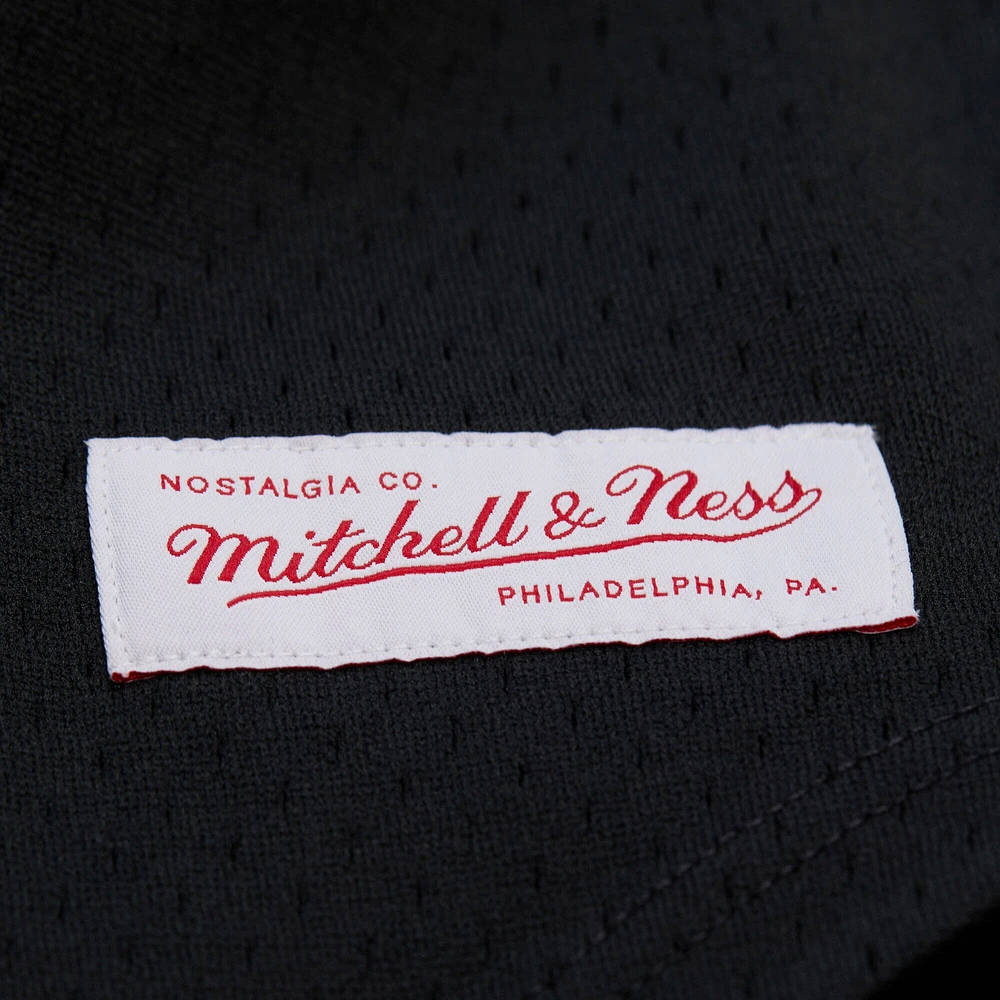 NOSTALGIA CO.
Mitchell & Ness
PHILADELPHIA, PA.